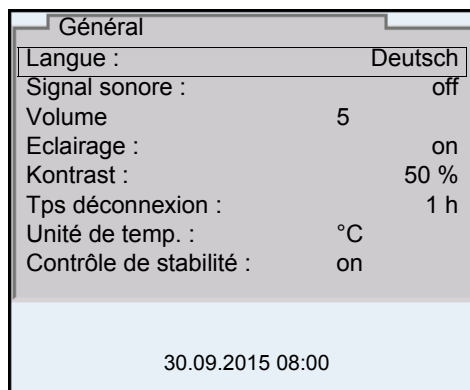 Général
Langue : Deutsch
Signal sonore : off
Volume 5
Eclairage : on
Kontrast : 50 %
Tps déconnexion : 1 h
Unité de temp. : °C
Contrôle de stabilité : on
30.09.2015 08:00